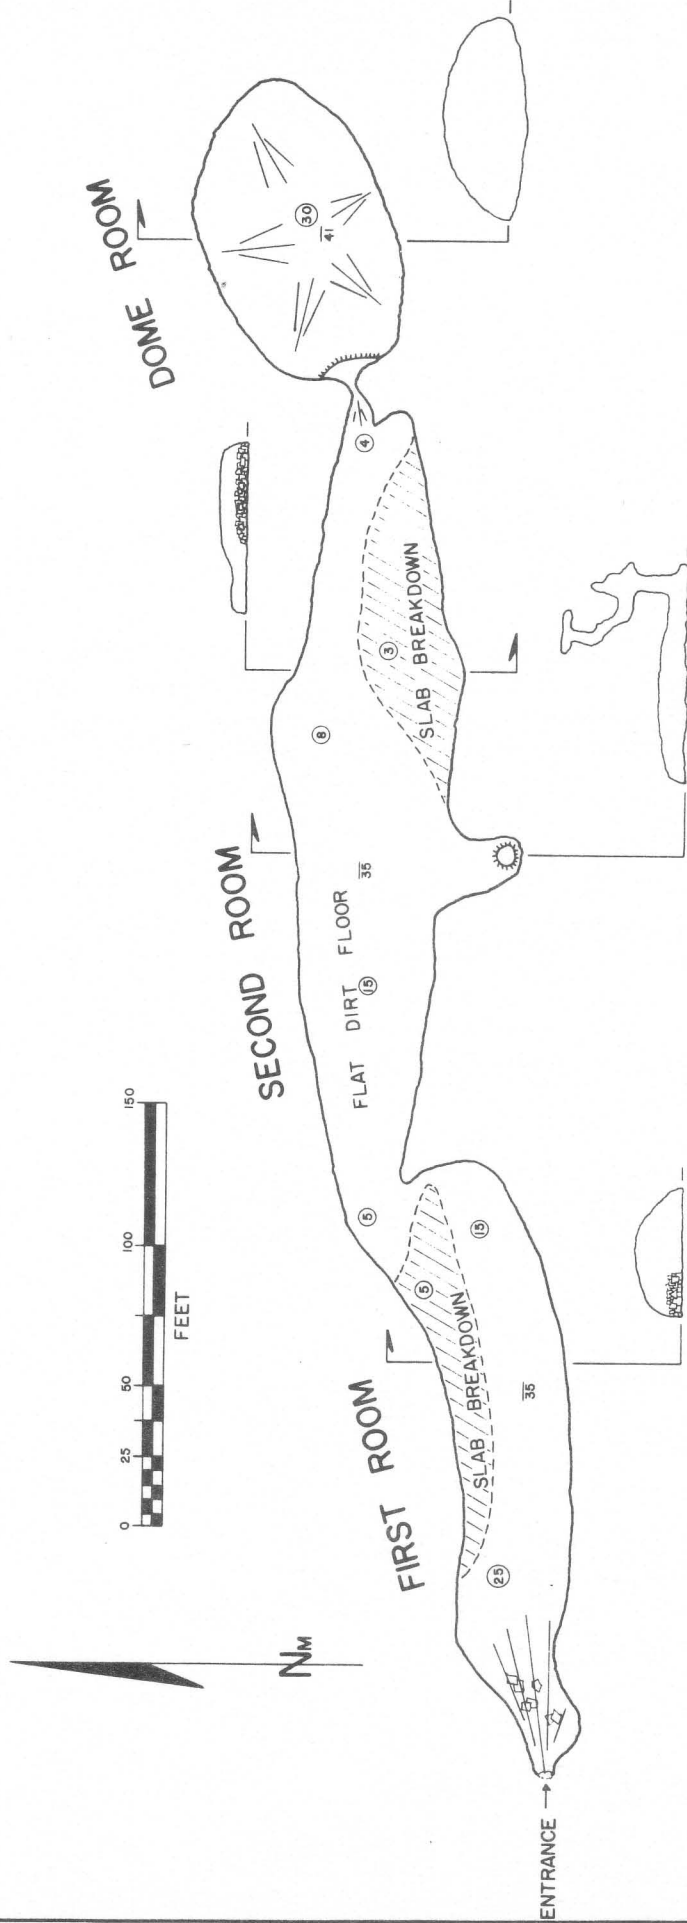 DOME ROOM
30
41
4
SLAB BREAKDOWN
3
8
SECOND ROOM
35
FLAT DIRT FLOOR
15
5
0 25 50 100 150
FEET
FIRST ROOM
SLAB BREAKDOWN
5
15
35
25
NM
ENTRANCE